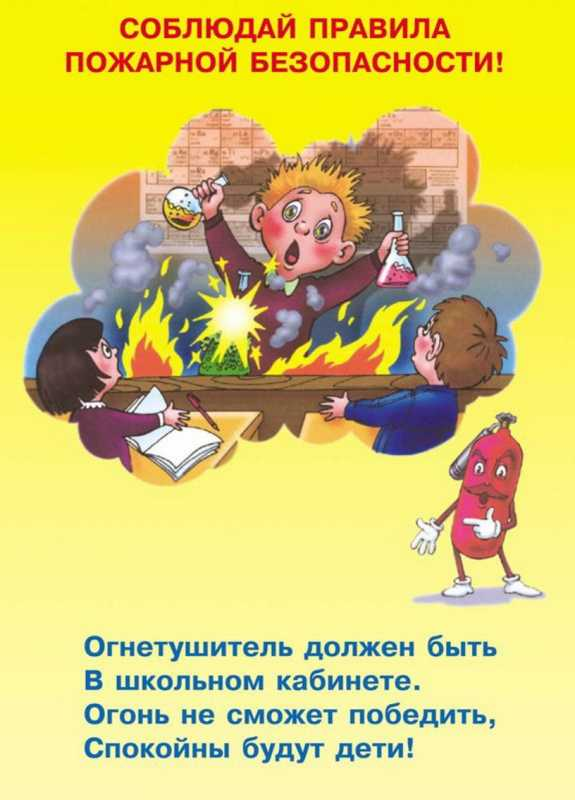 СОБЛЮДАЙ ПРАВИЛА
ПОЖАРНОЙ БЕЗОПАСНОСТИ!
Огнетушитель должен быть
В школьном кабинете.
Огонь не сможет победить,
Спокойны будут дети!